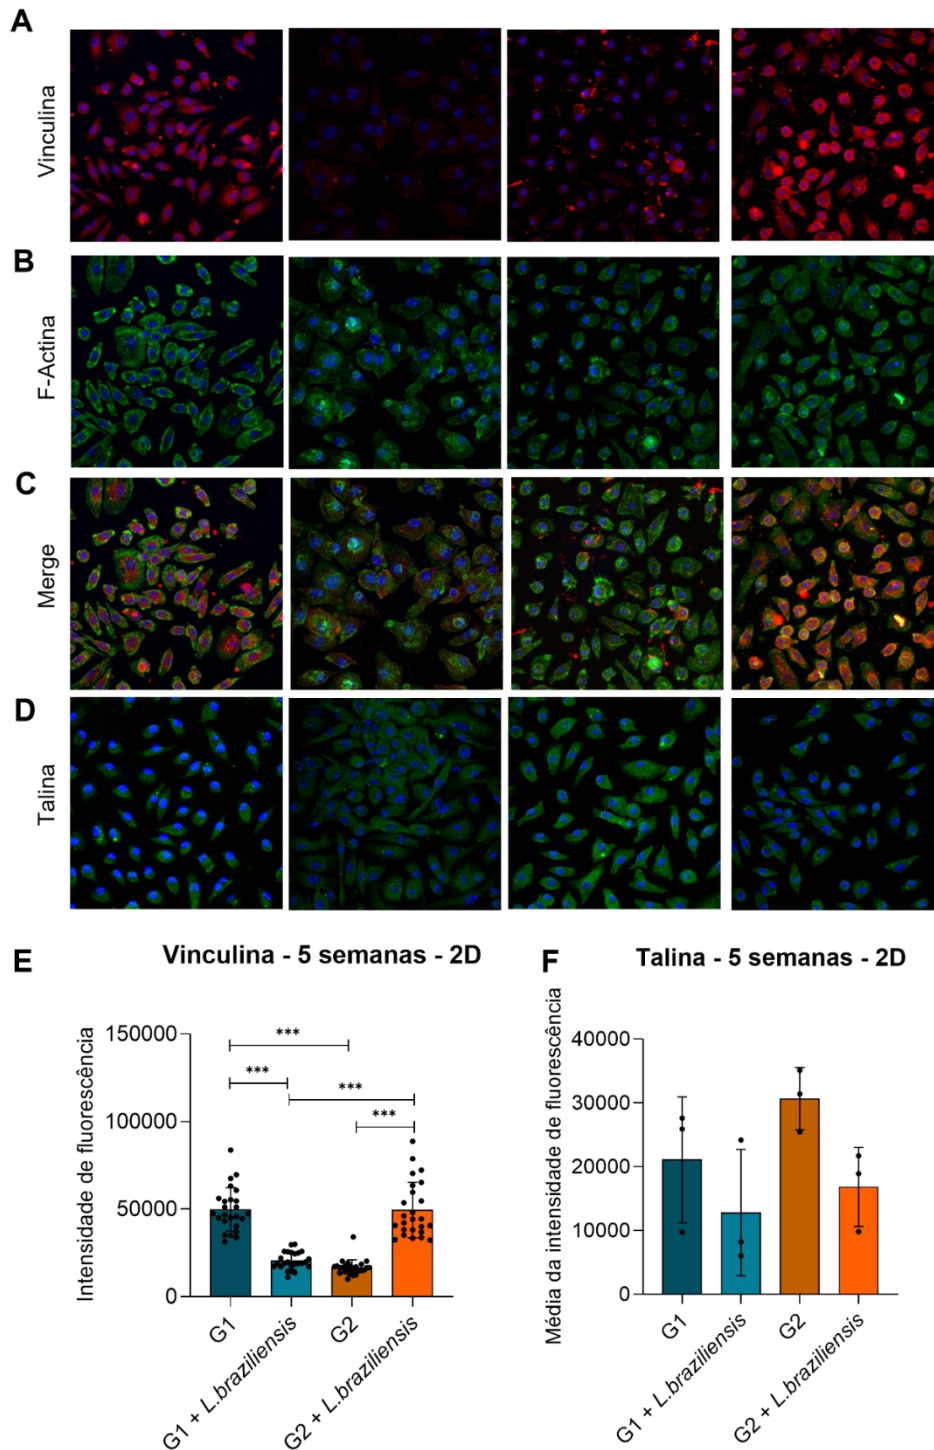 A
Vinculina
B
F-Actina
C
Merge
D
Talina
E
Vinculina - 5 semanas - 2D
Intensidade de fluorescência
150000
100000
50000
0
***
***
***
***
G1
G1 + L.braziliensis
G2
G2 + L.braziliensis
F
Talina - 5 semanas - 2D
Média da intensidade de fluorescência
40000
30000
20000
10000
0
G1
G1 + L.braziliensis
G2
G2 + L.braziliensis